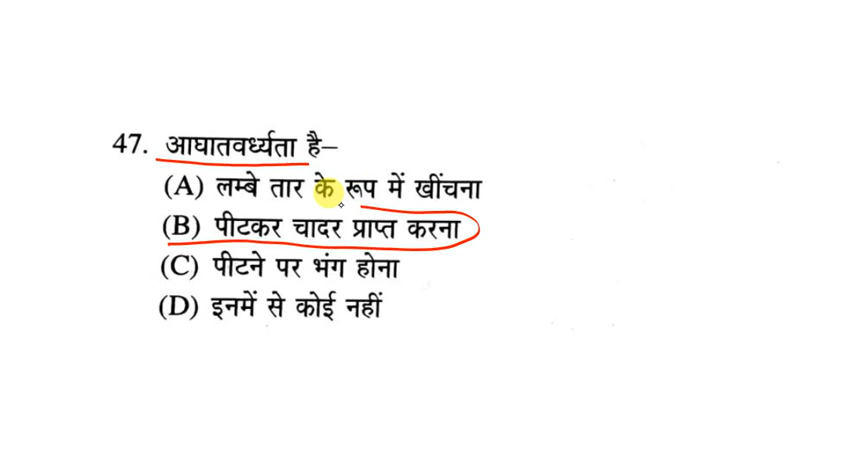 47. आघातवर्ध्यता है–
(A) लम्बे तार के रूप में खींचना
(B) पीटकर चादर प्राप्त करना
(C) पीटने पर भंग होना
(D) इनमें से कोई नहीं